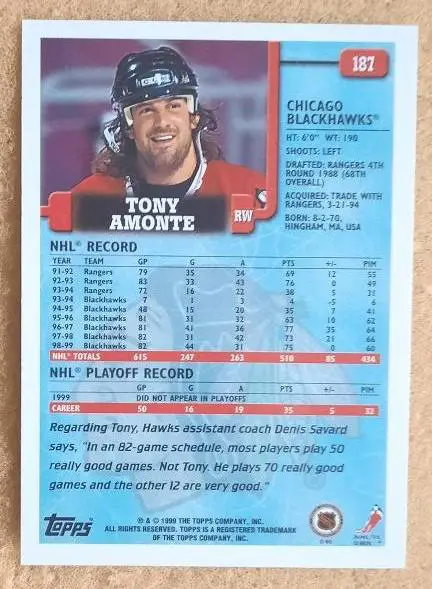 187
CCM
CHICAGO
BLACKHAWKS®
HT: 6'0" WT: 190
SHOOTS: LEFT
DRAFTED: RANGERS 4TH
ROUND 1988 (68TH
OVERALL)
ACQUIRED: TRADE WITH
RANGERS, 3-21-94
BORN: 8-2-70,
HINGHAM, MA, USA
TONY
AMONTE
RW
NHL® RECORD
YEAR TEAM GP G A PTS +/- PIM
91-92 Rangers 79 35 34 69 12 55
92-93 Rangers 83 33 43 76 0 49
93-94 Rangers 72 16 22 38 5 31
93-94 Blackhawks 7 1 3 4 -5 6
94-95 Blackhawks 48 15 20 35 7 41
95-96 Blackhawks 81 31 32 63 10 62
96-97 Blackhawks 81 41 36 77 35 64
97-98 Blackhawks 82 31 42 73 21 66
98-99 Blackhawks 82 44 31 75 0 60
NHL® TOTALS 615 247 263 510 85 434
NHL® PLAYOFF RECORD
GP G A PTS +/- PIM
1999 DID NOT APPEAR IN PLAYOFFS
CAREER 50 16 19 35 5 32
Regarding Tony, Hawks assistant coach Denis Savard
says, "In an 82-game schedule, most players play 50
really good games. Not Tony. He plays 70 really good
games and the other 12 are very good."
Topps
® & © 1999 THE TOPPS COMPANY, INC.
ALL RIGHTS RESERVED. TOPPS IS A REGISTERED TRADEMARK
OF THE TOPPS COMPANY, INC.
NHL